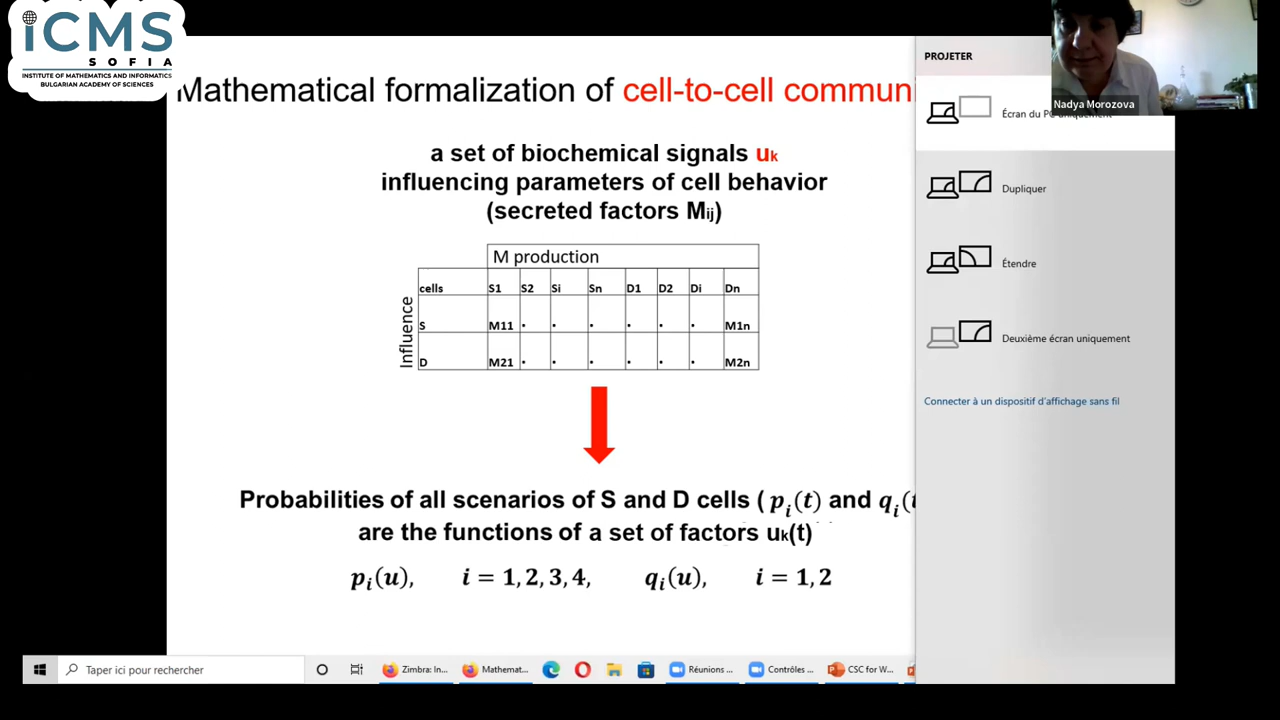 iCMS
SOFIA
INSTITUTE OF MATHEMATICS AND INFORMATICS
BULGARIAN ACADEMY OF SCIENCES
Mathematical formalization of cell-to-cell commun
a set of biochemical signals uk
influencing parameters of cell behavior
(secreted factors Mij)
M production
cells S1 S2 Si Sn D1 D2 Di Dn
Influence
S M11 • • • • • • M1n
D M21 • • • • • • M2n
Probabilities of all scenarios of S and D cells ( pi(t) and qi(t
are the functions of a set of factors uk(t)
pi(u), i = 1, 2, 3, 4, qi(u), i = 1, 2
PROJETER
Écran du PC uniquement
Dupliquer
Étendre
Deuxième écran uniquement
Connecter à un dispositif d'affichage sans fil
Nadya Morozova
Taper ici pour rechercher
Zimbra: In...
Mathemat...
Réunions ...
Contrôles ...
CSC for W...